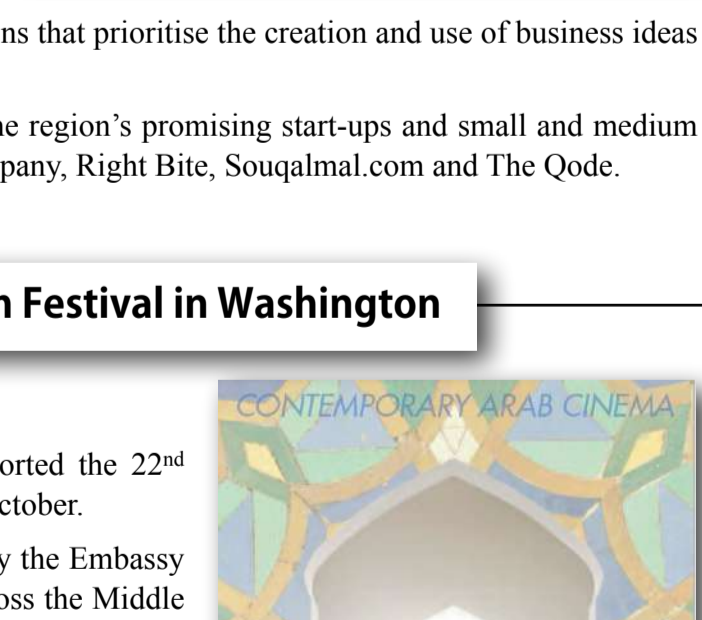 ns that prioritise the creation and use of business ideas
he region's promising start-ups and small and medium
pany, Right Bite, Souqalmal.com and The Qode.
n Festival in Washington
CONTEMPORARY ARAB CINEMA
orted the 22nd
ctober.
y the Embassy
oss the Middle